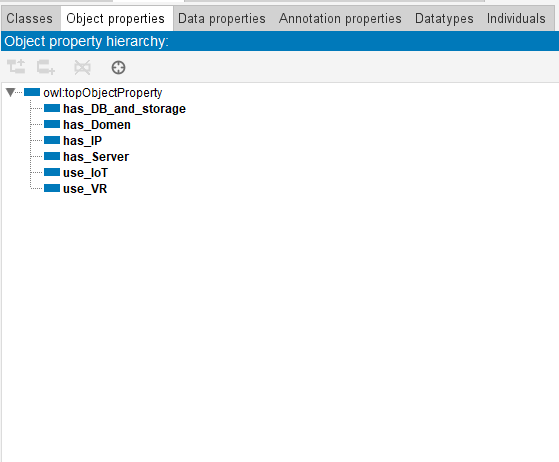 Classes Object properties Data properties Annotation properties Datatypes Individuals
Object property hierarchy:
owl:topObjectProperty
has_DB_and_storage
has_Domen
has_IP
has_Server
use_IoT
use_VR